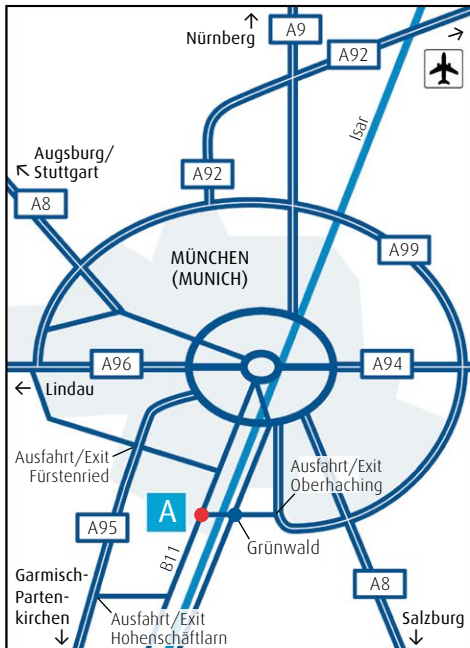 Nürnberg
A9
A92
Isar
Augsburg/
Stuttgart
A92
A8
A99
MÜNCHEN
(MUNICH)
A96
A94
Lindau
Ausfahrt/Exit
Fürstenried
Ausfahrt/Exit
Oberhaching
A
A95
B11
Grünwald
Garmisch-
Parten-
kirchen
A8
Ausfahrt/Exit
Hohenschäftlarn
Salzburg